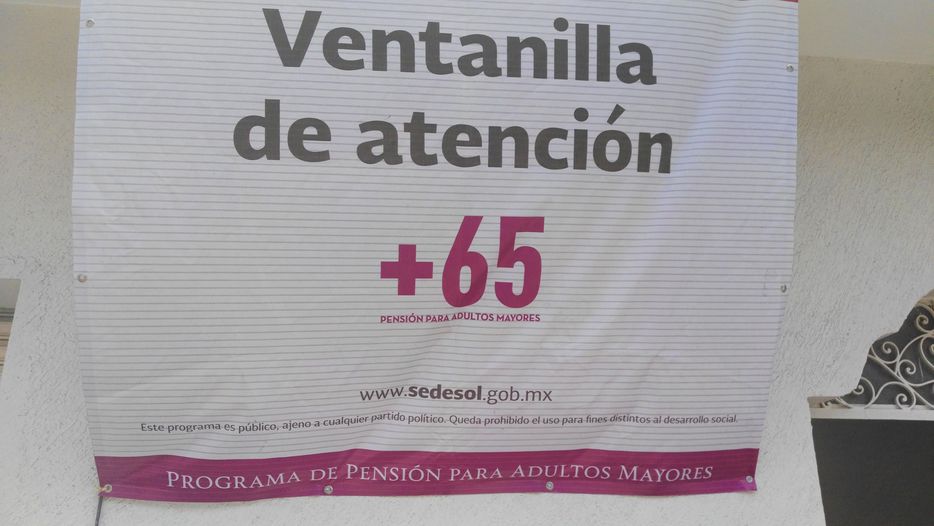 Ventanilla
de atención
+65
PENSIÓN PARA ADULTOS MAYORES
www.sedesol.gob.mx
Este programa es público, ajeno a cualquier partido político. Queda prohibido el uso para fines distintos al desarrollo social.
PROGRAMA DE PENSIÓN PARA ADULTOS MAYORES